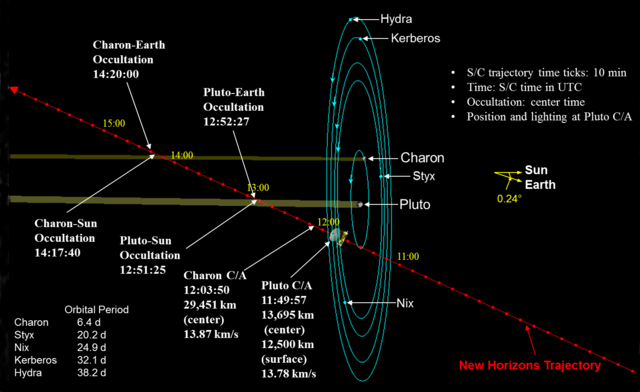 Hydra
Kerberos
Charon-Earth
Occultation
14:20:00
Pluto-Earth
Occultation
12:52:27
• S/C trajectory time ticks: 10 min
• Time: S/C time in UTC
• Occultation: center time
• Position and lighting at Pluto C/A
15:00
14:00
Charon
Styx
Sun
Earth
0.24°
13:00
Pluto
12:00
11:00
Charon-Sun
Occultation
14:17:40
Pluto-Sun
Occultation
12:51:25
Charon C/A
12:03:50
29,451 km
(center)
13.87 km/s
Pluto C/A
11:49:57
13,695 km
(center)
12,500 km
(surface)
13.78 km/s
Nix
Orbital Period
Charon 6.4 d
Styx 20.2 d
Nix 24.9 d
Kerberos 32.1 d
Hydra 38.2 d
New Horizons Trajectory